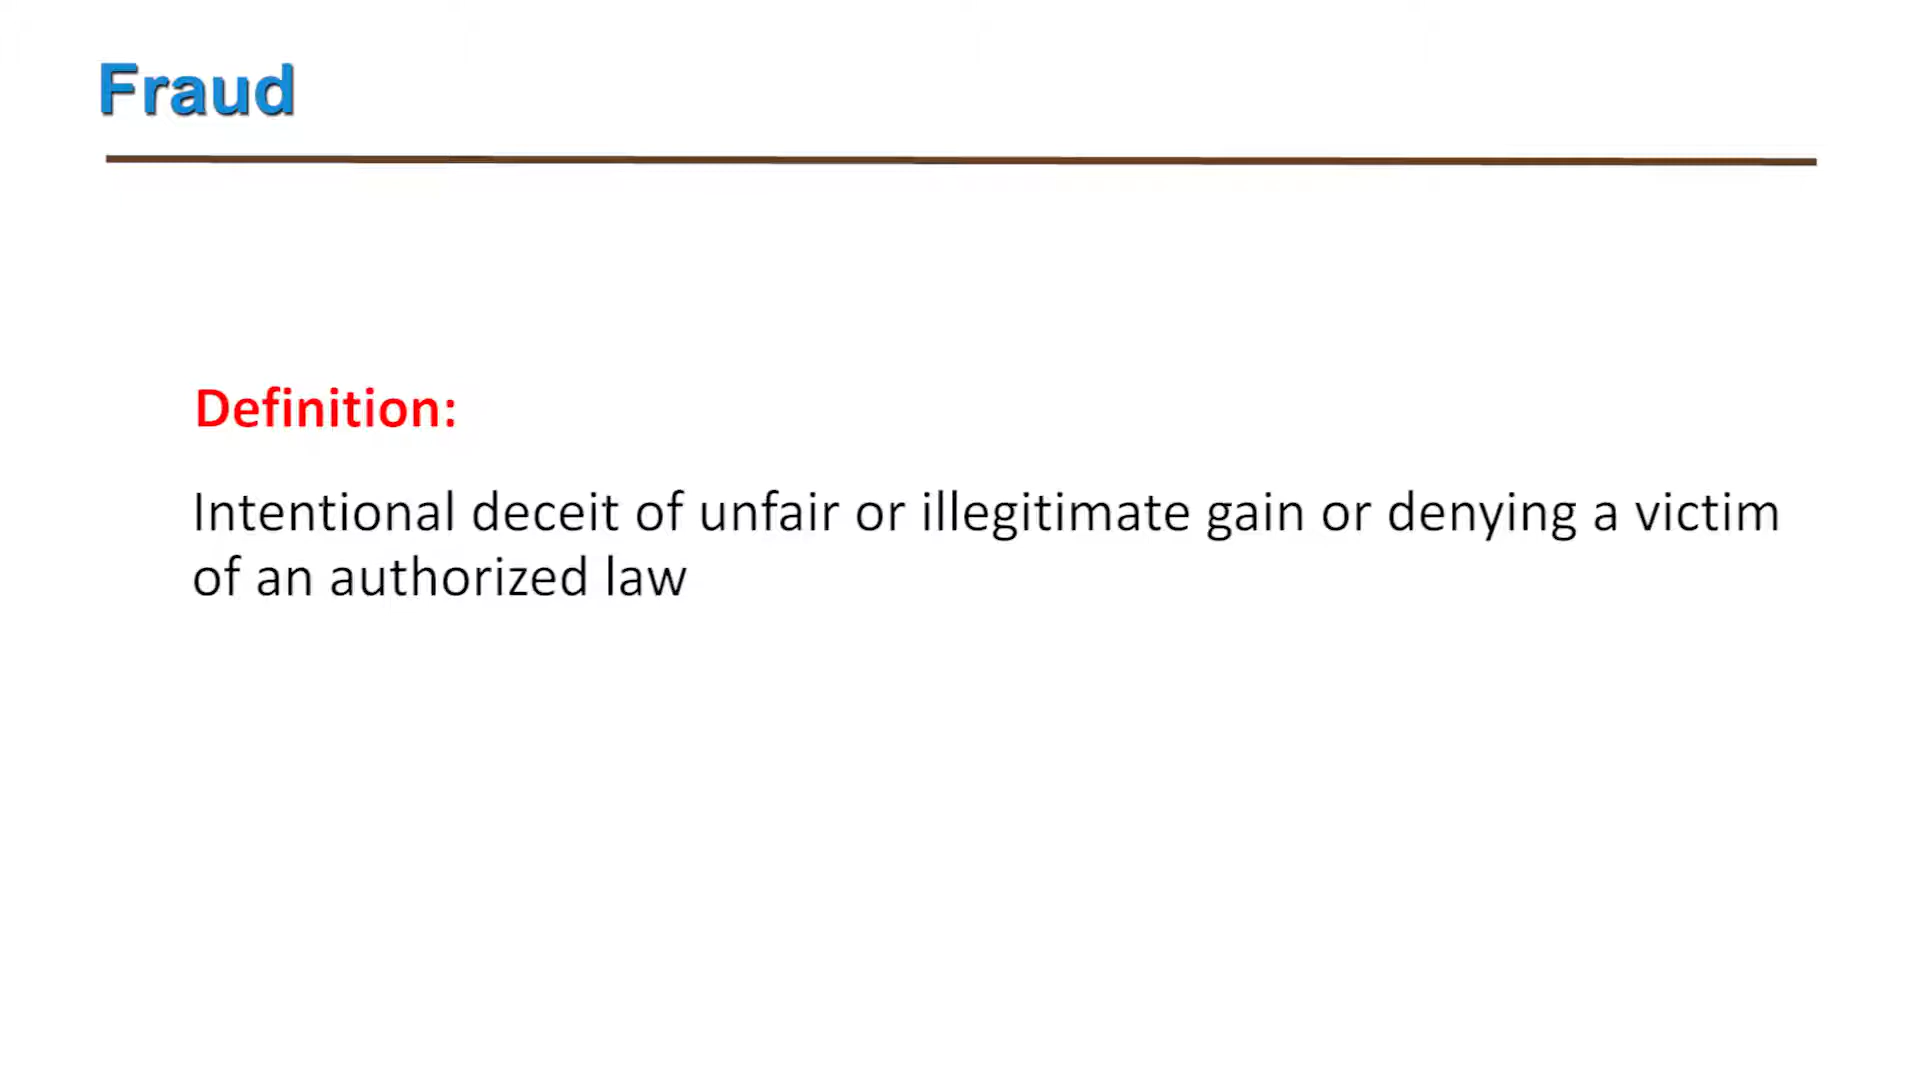 Fraud
Definition:
Intentional deceit of unfair or illegitimate gain or denying a victim
of an authorized law